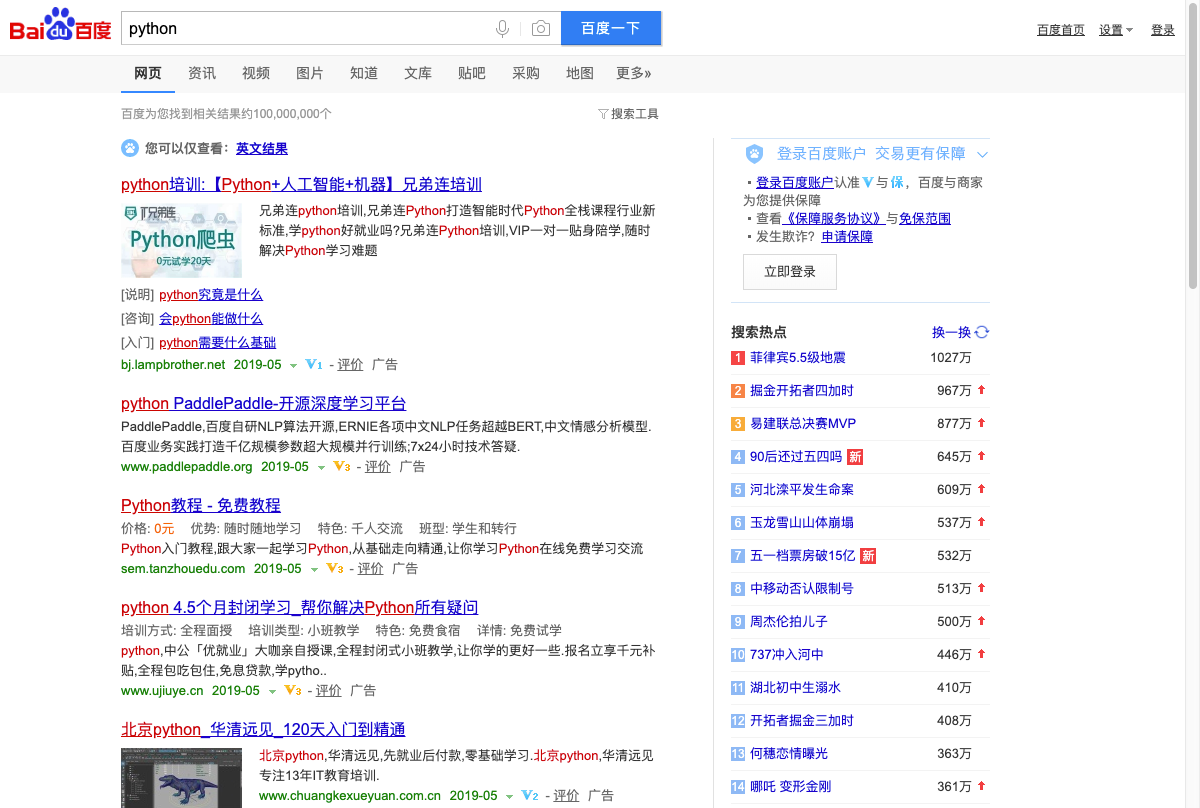 Bai du 百度
python
百度一下
百度首页 设置 登录
网页 资讯 视频 图片 知道 文库 贴吧 采购 地图 更多»
百度为您找到相关结果约100,000,000个
搜索工具
您可以仅查看：英文结果
python培训:【Python+人工智能+机器】兄弟连培训
兄弟连
Python爬虫
0元试学20天
兄弟连python培训,兄弟连Python打造智能时代Python全栈课程行业新
标准,学python好就业吗?兄弟连Python培训,VIP一对一贴身陪学,随时
解决Python学习难题
[说明] python究竟是什么
[咨询] 会python能做什么
[入门] python需要什么基础
bj.lampbrother.net 2019-05 V1 - 评价 广告
python PaddlePaddle-开源深度学习平台
PaddlePaddle,百度自研NLP算法开源,ERNIE各项中文NLP任务超越BERT,中文情感分析模型.
百度业务实践打造千亿规模参数超大规模并行训练;7x24小时技术答疑.
www.paddlepaddle.org 2019-05 V3 - 评价 广告
Python教程 - 免费教程
价格: 0元 优势: 随时随地学习 特色: 千人交流 班型: 学生和转行
Python入门教程,跟大家一起学习Python,从基础走向精通,让你学习Python在线免费学习交流
sem.tanzhouedu.com 2019-05 V3 - 评价 广告
python 4.5个月封闭学习_帮你解决Python所有疑问
培训方式: 全程面授 培训类型: 小班教学 特色: 免费食宿 详情: 免费试学
python,中公「优就业」大咖亲自授课,全程封闭式小班教学,让你学的更好一些.报名立享千元补
贴,全程包吃包住,免息贷款,学pytho..
www.ujiuye.cn 2019-05 V3 - 评价 广告
北京python_华清远见_120天入门到精通
北京python,华清远见,先就业后付款,零基础学习.北京python,华清远见
专注13年IT教育培训.
www.chuangkexueyuan.com.cn 2019-05 V2 - 评价 广告
登录百度账户 交易更有保障
· 登录百度账户认准V与保，百度与商家
为您提供保障
· 查看《保障服务协议》与免保范围
· 发生欺诈？申请保障
立即登录
搜索热点 换一换
1 菲律宾5.5级地震 1027万
2 掘金开拓者四加时 967万
3 易建联总决赛MVP 877万
4 90后还过五四吗 新 645万
5 河北滦平发生命案 609万
6 玉龙雪山山体崩塌 537万
7 五一档票房破15亿 新 532万
8 中移动否认限制号 513万
9 周杰伦拍儿子 500万
10 737冲入河中 446万
11 湖北初中生溺水 410万
12 开拓者掘金三加时 408万
13 何穗恋情曝光 363万
14 哪吒 变形金刚 361万